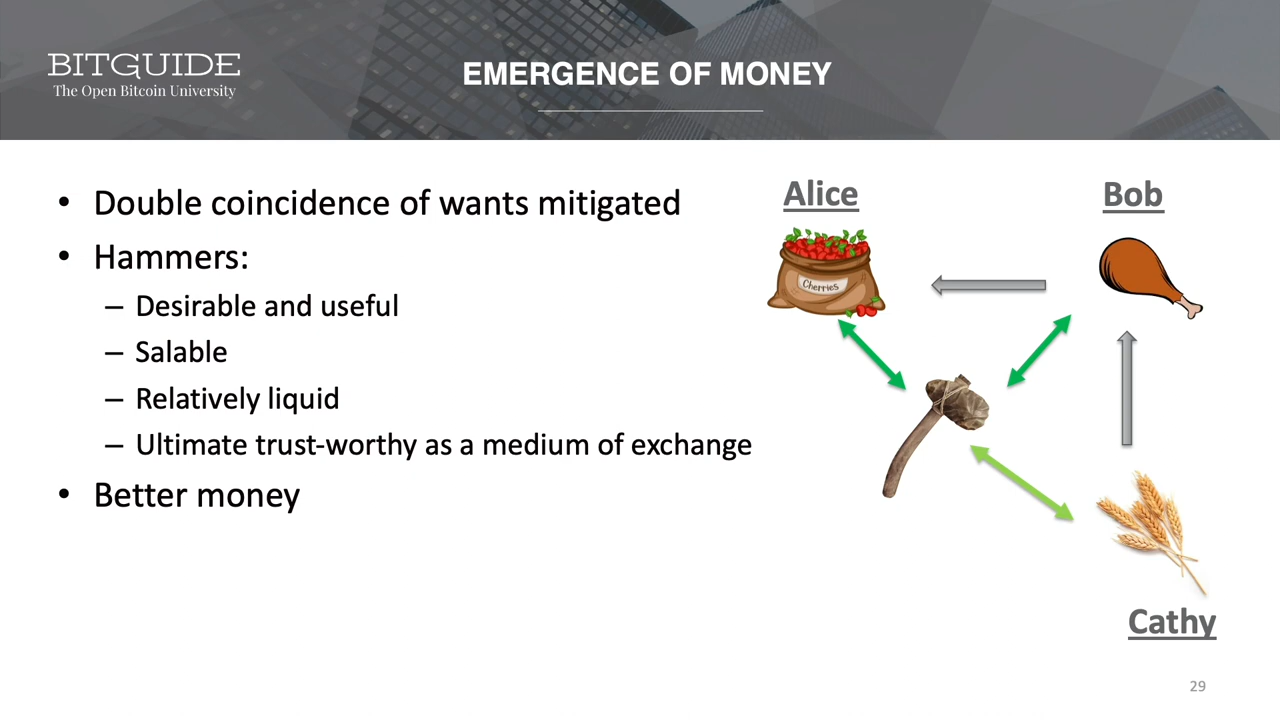 BITGUIDE
The Open Bitcoin University
EMERGENCE OF MONEY
• Double coincidence of wants mitigated
• Hammers:
– Desirable and useful
– Salable
– Relatively liquid
– Ultimate trust-worthy as a medium of exchange
• Better money
Alice
Bob
Cherries
Cathy
29